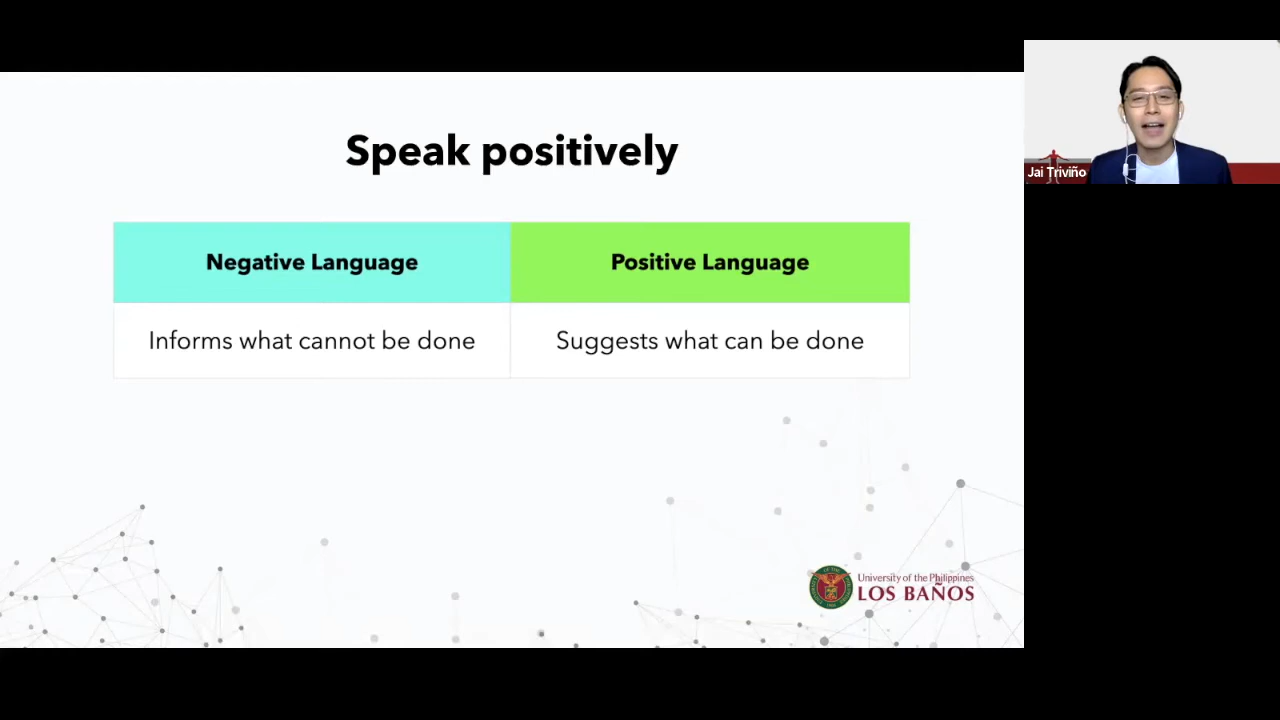 Speak positively
Negative Language
Positive Language
Informs what cannot be done
Suggests what can be done
University of the Philippines
LOS BAÑOS
Jai Triviño